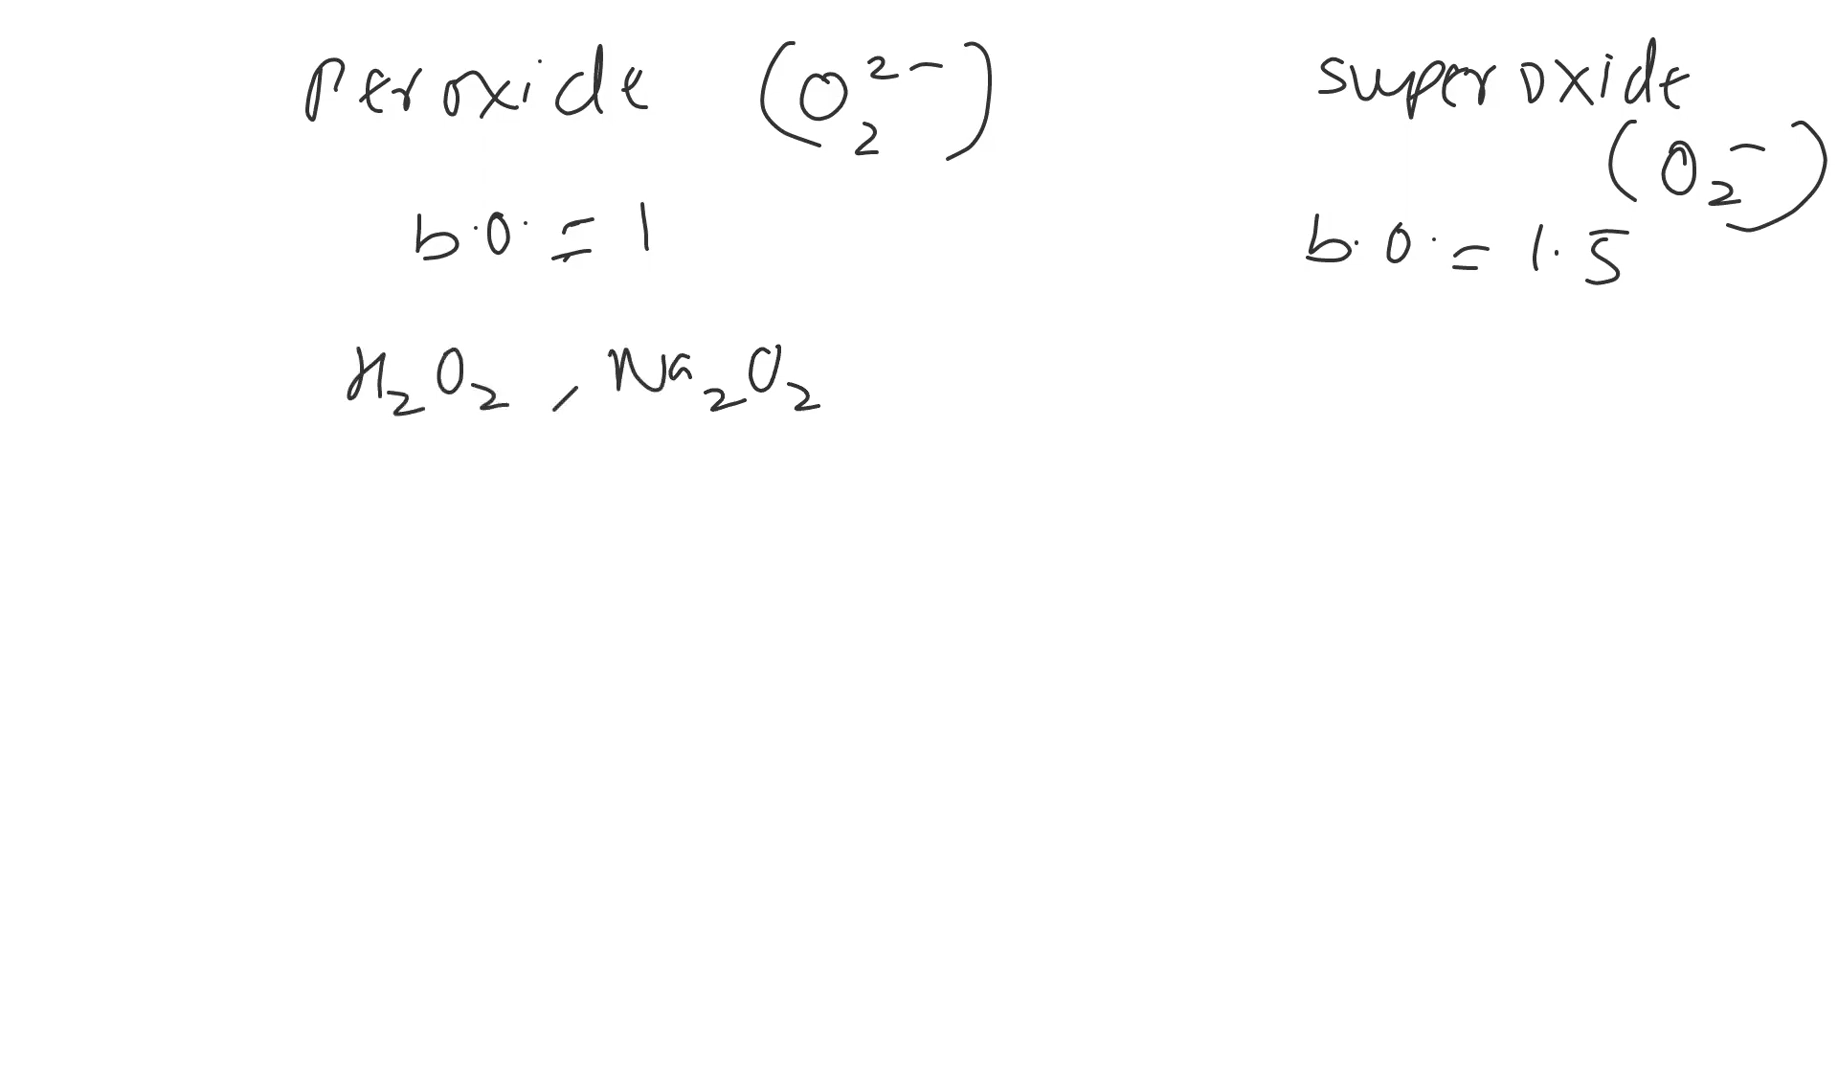 peroxide (O₂²⁻)
superoxide
(O₂⁻)
b.o. = 1
b.o. = 1.5
H₂O₂, Na₂O₂